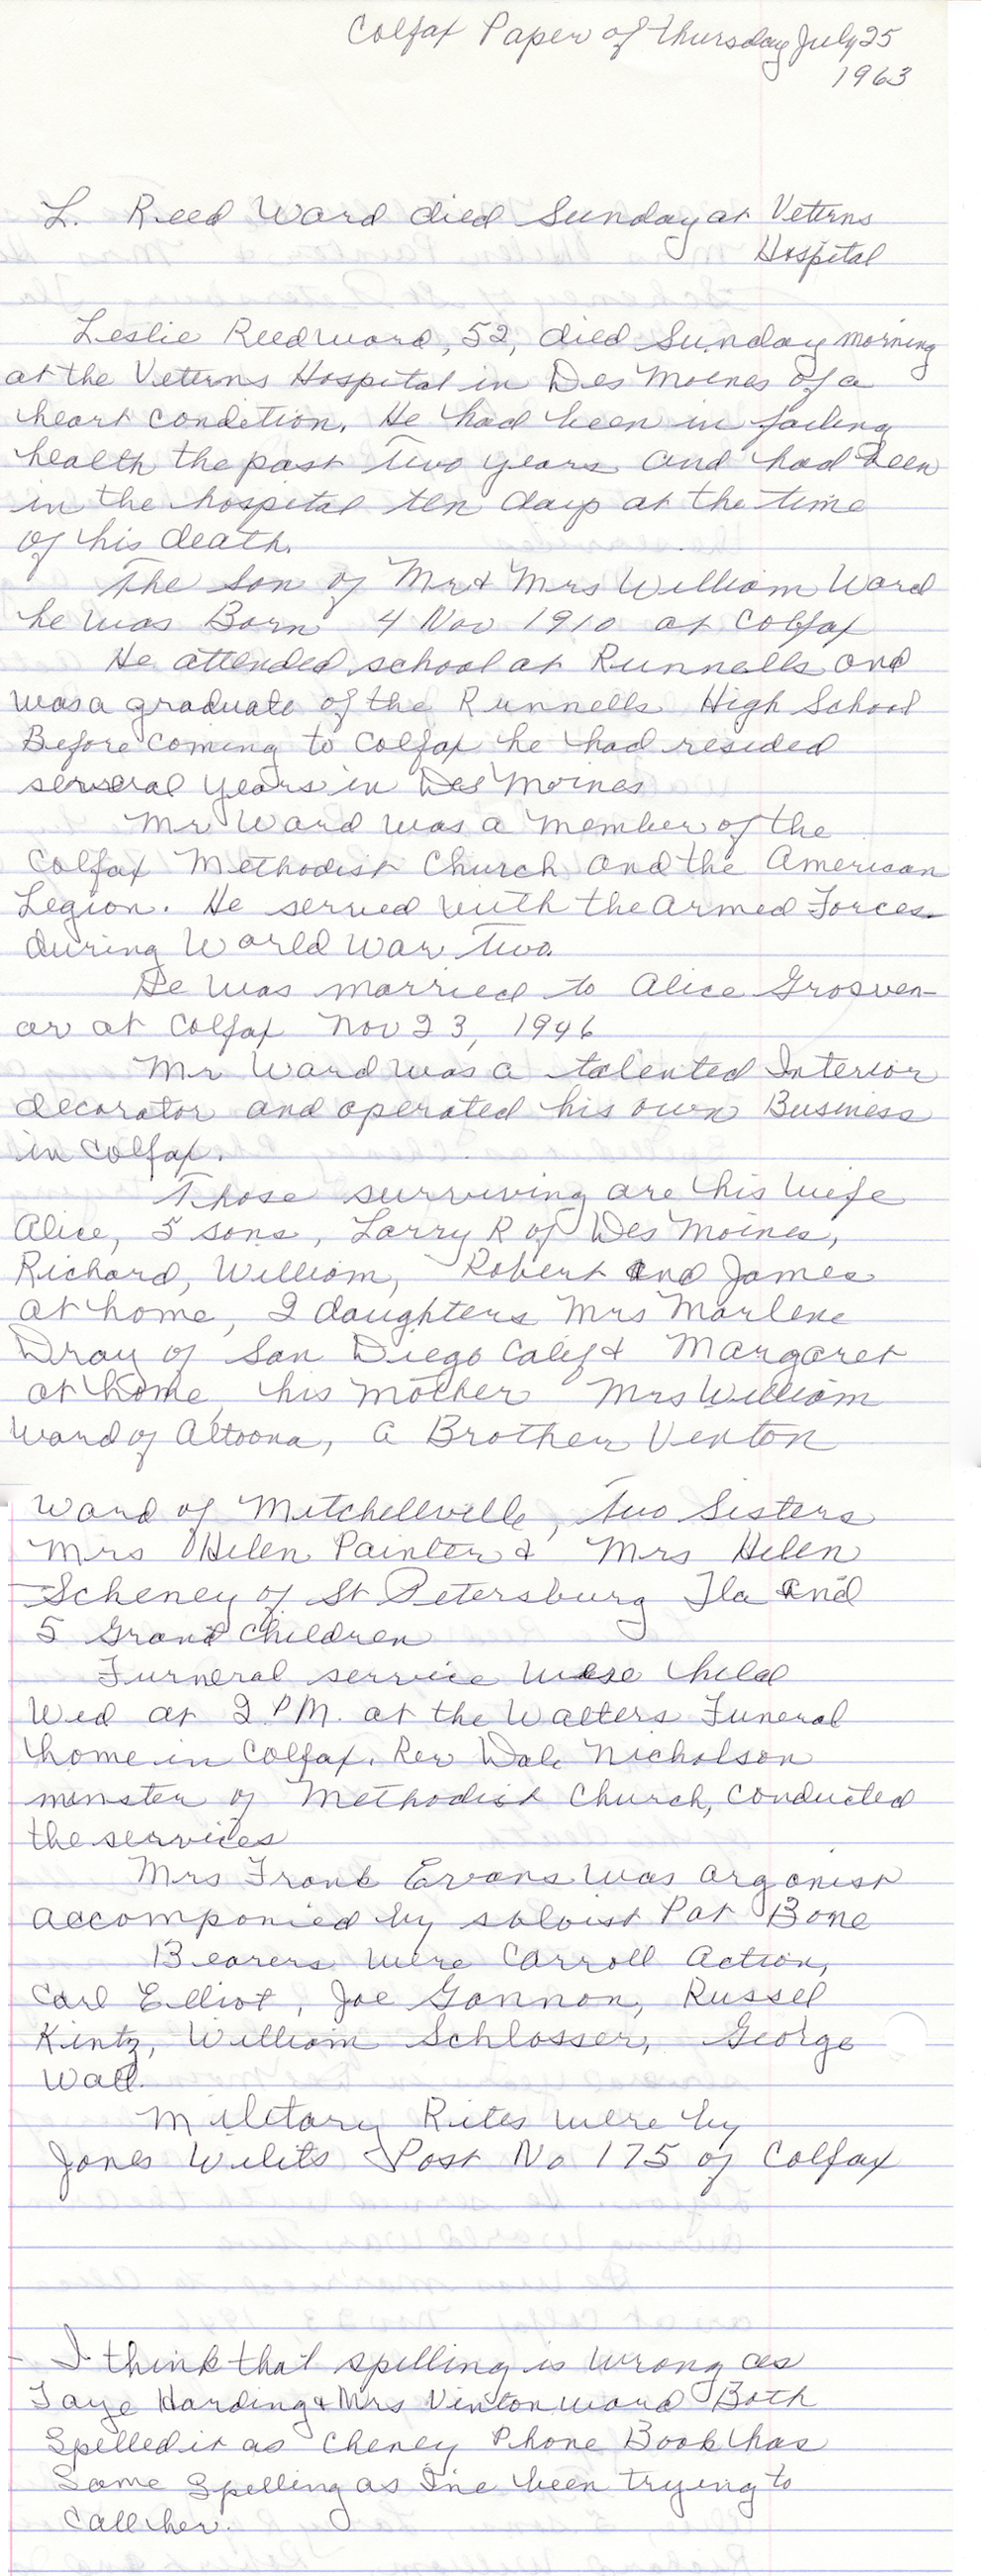 Colfax Paper of Thursday July 25
1963
L. Reed Ward died Sunday at Veterns
Hospital
Leslie Reed Ward, 52, died Sunday morning
at the Veterns Hospital in Des Moines of a
heart condition. He had been in failing
health the past Two years and had been
in the hospital ten days at the time
of his death.
The son of Mr & Mrs William Ward
he was Born 4 Nov 1910 at Colfax
He attended school at Runnells and
was a graduate of the Runnells High School
Before coming to Colfax he had resided
serveral years in Des Moines
Mr Ward was a member of the
Colfax Methodist Church and the American
Legion. He served with the Armed Forces
during World War Two.
He was married to Alice Grosven-
or at Colfax Nov 23, 1946
Mr Ward was a talented Interior
decorator and operated his own Business
in Colfax.
Those surviving are his wife
Alice, 5 sons, Larry R of Des Moines,
Richard, William, Robert and James
at home, 2 daughters Mrs Marlene
Dray of San Diego Calif & Margaret
at home, his mother Mrs William
Ward of Altoona, a Brother Venton
Ward of Mitchellville, Two Sisters
Mrs Helen Painter & Mrs Helen
Scheney of St Petersburg Fla and
5 Grand Children
Furneral service were held
Wed at 2 PM. at the Walters Funeral
home in Colfax. Rev Dale Nicholson
minster of Methodist Church, conducted
the services
Mrs Frank Evans was organist
accompanied by soloist Pat Bone
Bearers were Carroll Action,
Carl Elliot, Joe Gannon, Russel
Kintz, William Schlosser, George
Wall.
Military Rites were by
Jones Wilits Post No 175 of Colfax
I think that spelling is wrong as
Faye Harding & Mrs Vinton Ward Both
Spelled it as Cheney Phone Book has
Same Spelling as I've been trying to
Call her.